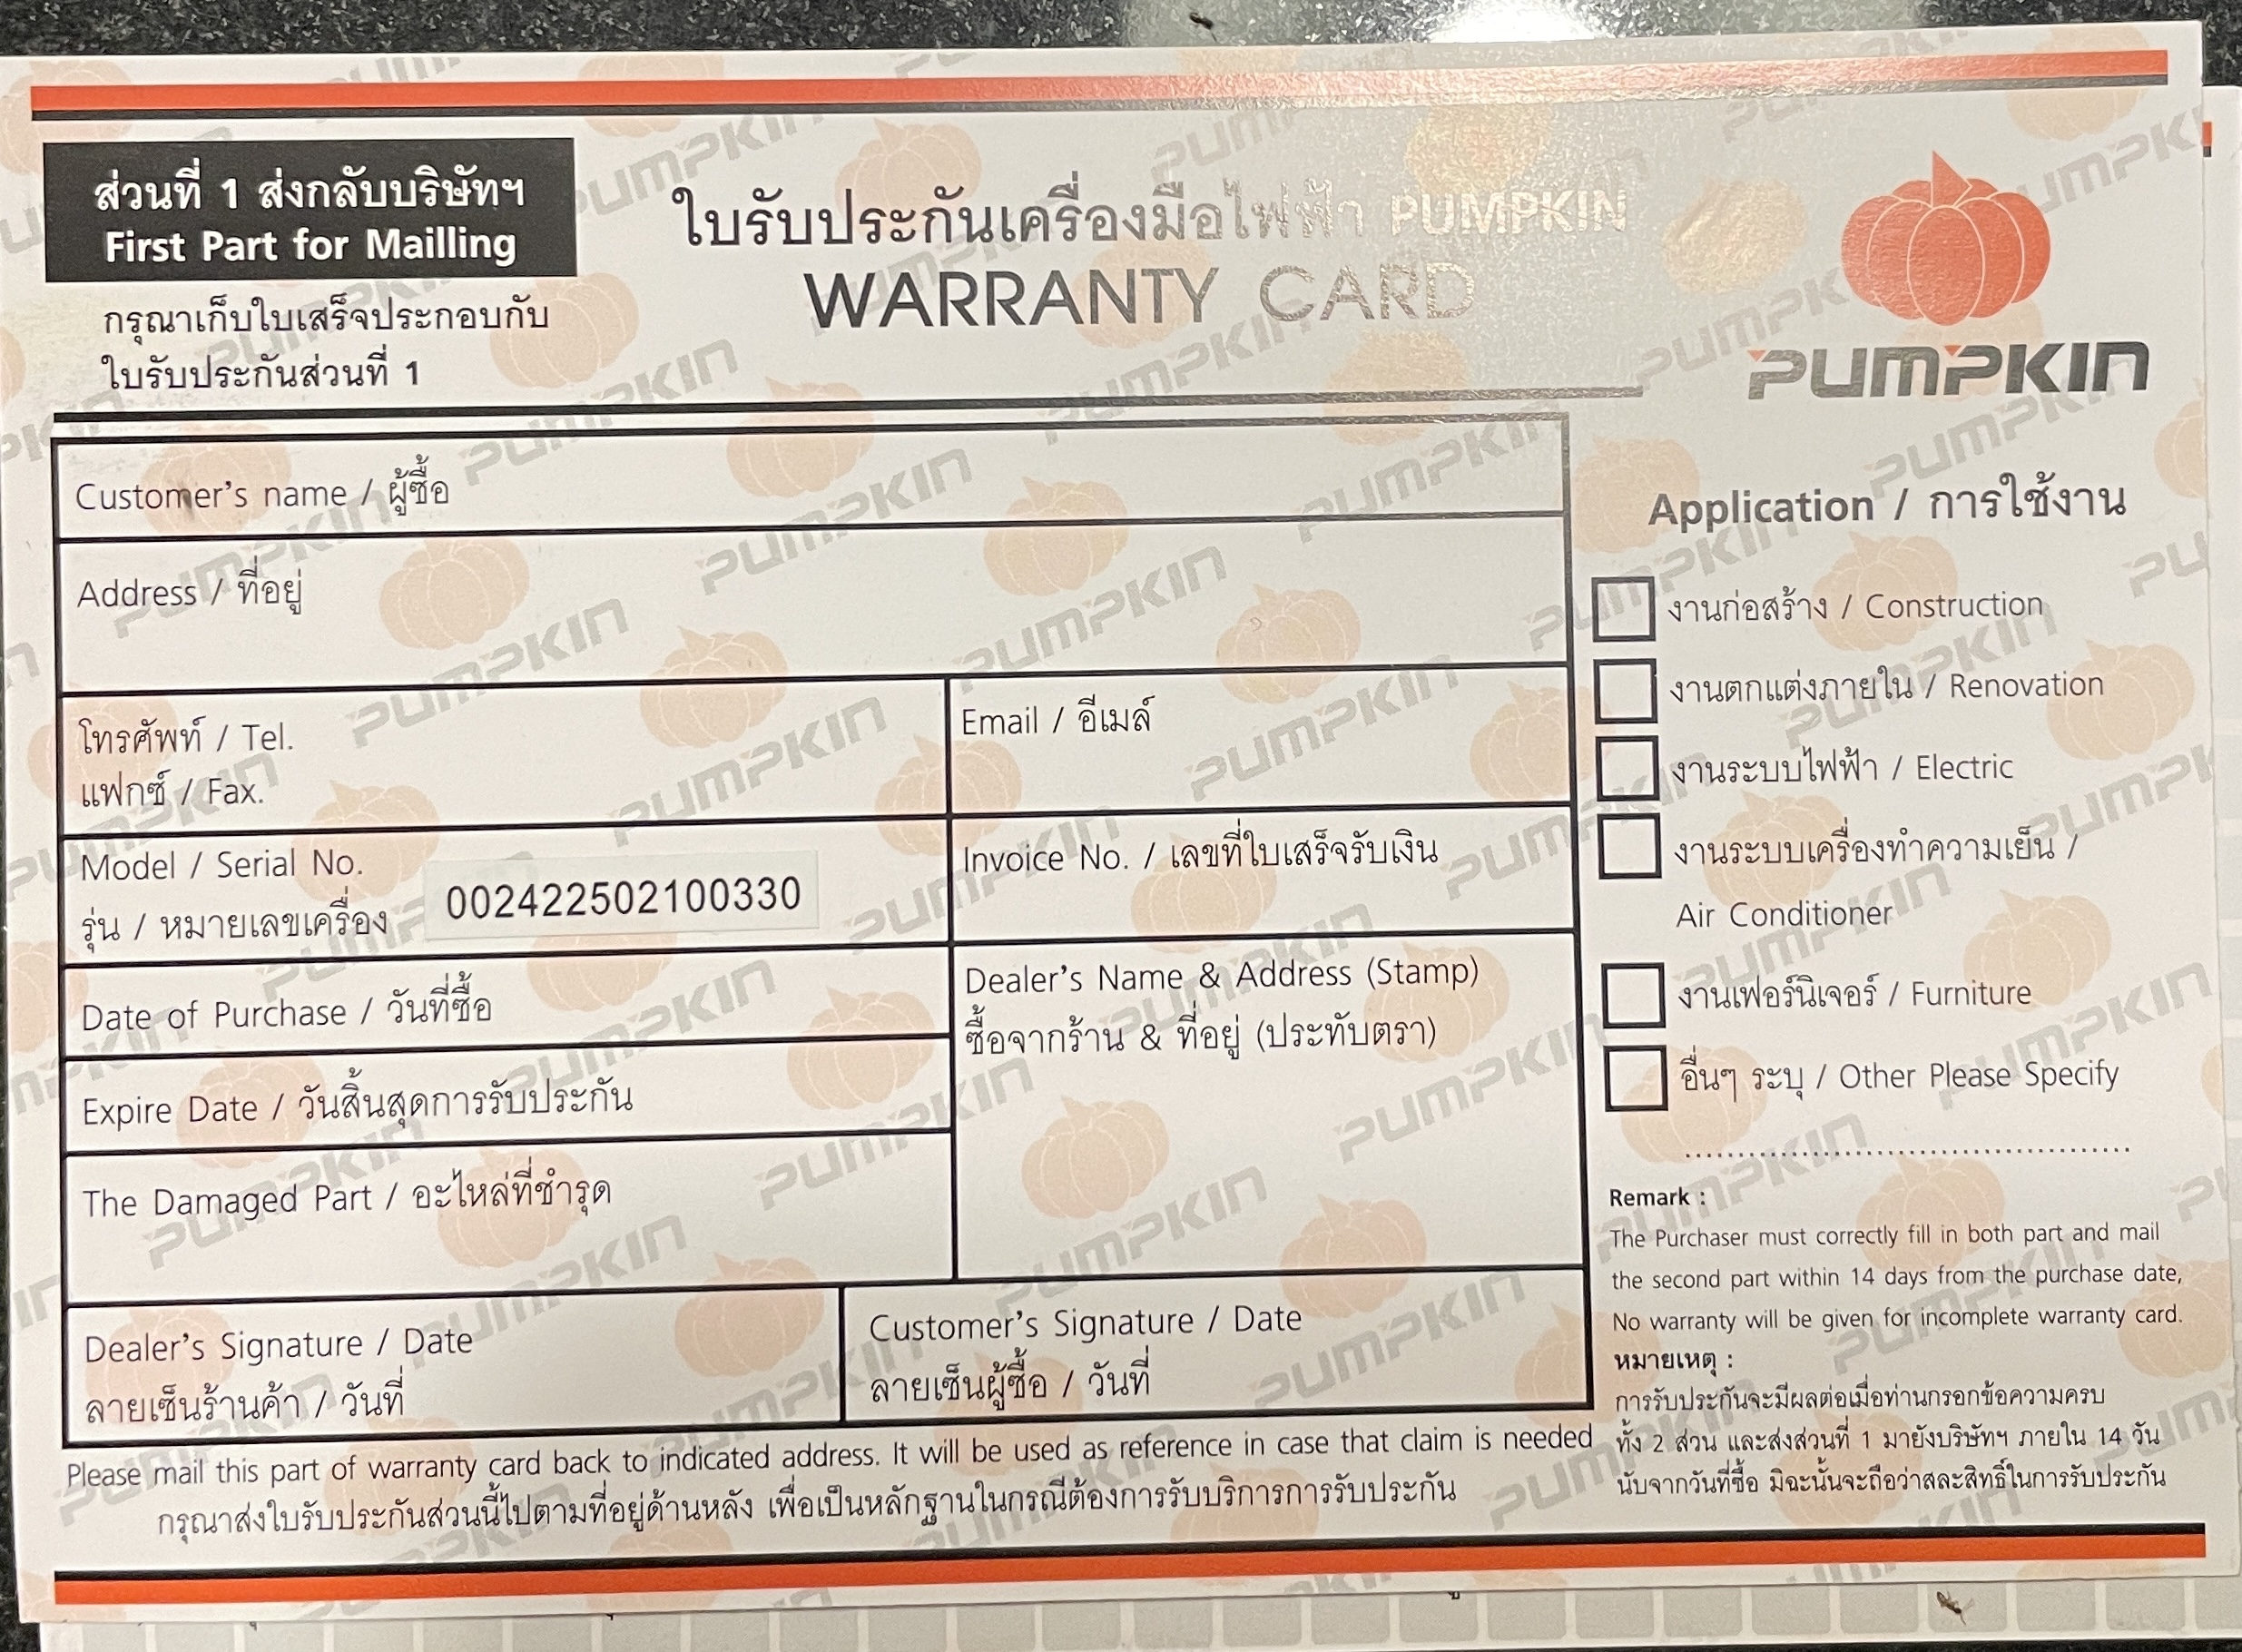 ส่วนที่ 1 ส่งกลับบริษัทฯ
First Part for Mailling
กรุณาเก็บใบเสร็จประกอบกับ
ใบรับประกันส่วนที่ 1
ใบรับประกันเครื่องมือไฟฟ้า PUMPKIN
WARRANTY CARD
PUMPKIN
Customer's name / ผู้ซื้อ
Address / ที่อยู่
โทรศัพท์ / Tel.
แฟกซ์ / Fax.
Email / อีเมล์
Model / Serial No.
รุ่น / หมายเลขเครื่อง
002422502100330
Invoice No. / เลขที่ใบเสร็จรับเงิน
Date of Purchase / วันที่ซื้อ
Dealer's Name & Address (Stamp)
ซื้อจากร้าน & ที่อยู่ (ประทับตรา)
Expire Date / วันสิ้นสุดการรับประกัน
The Damaged Part / อะไหล่ที่ชำรุด
Dealer's Signature / Date
ลายเซ็นร้านค้า / วันที่
Customer's Signature / Date
ลายเซ็นผู้ซื้อ / วันที่
Please mail this part of warranty card back to indicated address. It will be used as reference in case that claim is needed
กรุณาส่งใบรับประกันส่วนนี้ไปตามที่อยู่ด้านหลัง เพื่อเป็นหลักฐานในกรณีต้องการรับบริการการรับประกัน
Application / การใช้งาน
งานก่อสร้าง / Construction
งานตกแต่งภายใน / Renovation
งานระบบไฟฟ้า / Electric
งานระบบเครื่องทำความเย็น /
Air Conditioner
งานเฟอร์นิเจอร์ / Furniture
อื่นๆ ระบุ / Other Please Specify
Remark :
The Purchaser must correctly fill in both part and mail
the second part within 14 days from the purchase date,
No warranty will be given for incomplete warranty card.
หมายเหตุ :
การรับประกันจะมีผลต่อเมื่อท่านกรอกข้อความครบ
ทั้ง 2 ส่วน และส่งส่วนที่ 1 มายังบริษัทฯ ภายใน 14 วัน
นับจากวันที่ซื้อ มิฉะนั้นจะถือว่าสละสิทธิ์ในการรับประกัน